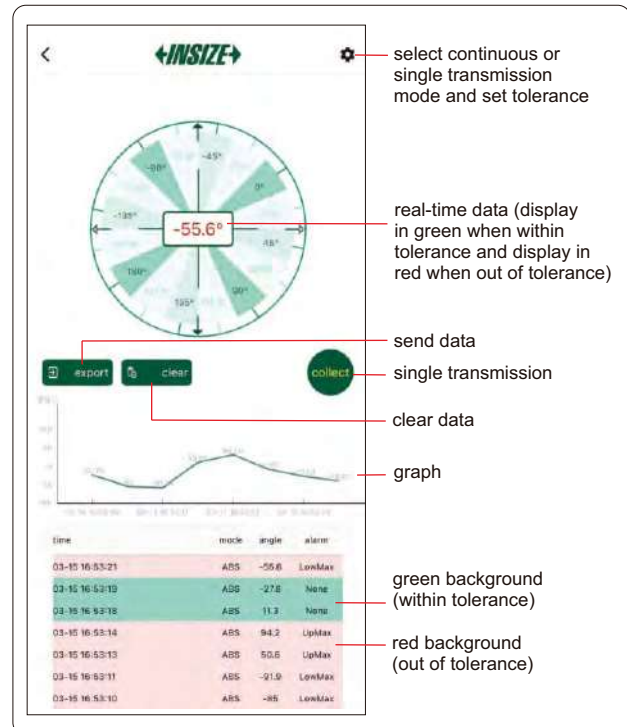 INSIZE
select continuous or
single transmission
mode and set tolerance
-45°
-90°
0°
-135°
-55.6°
45°
180°
90°
135°
real-time data (display
in green when within
tolerance and display in
red when out of tolerance)
send data
export
clear
collect
single transmission
clear data
graph
time mode angle alarm
03-15 16:53:21 ABS -55.6 LowMax
03-15 16:53:19 ABS -27.8 None
03-15 16:53:18 ABS 11.3 None
03-15 16:53:14 ABS 94.2 UpMax
03-15 16:53:13 ABS 50.6 UpMax
03-15 16:53:11 ABS -91.9 LowMax
03-15 16:53:10 ABS -85 LowMax
green background
(within tolerance)
red background
(out of tolerance)